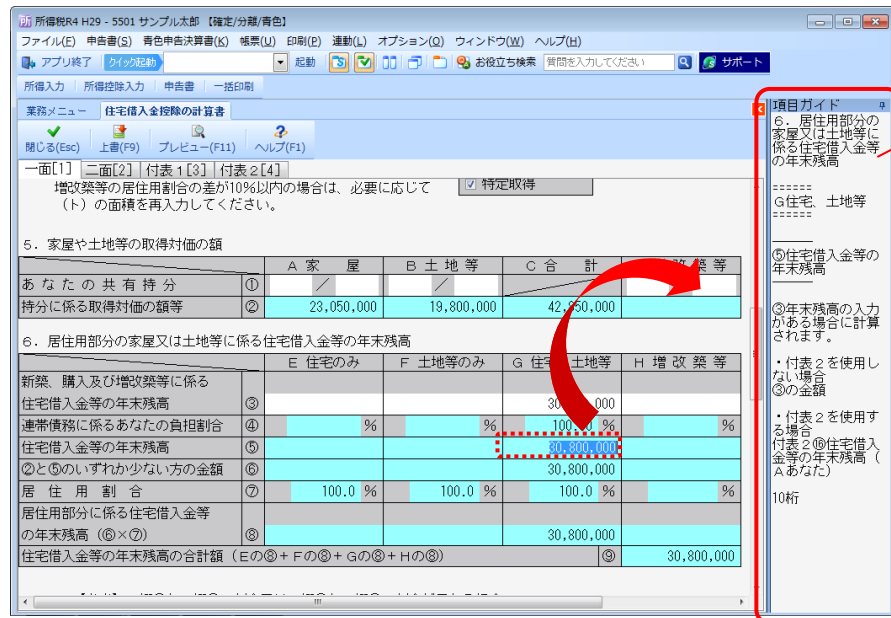 所得税R4 H29 - 5501 サンプル太郎 【確定/分離/青色】
ファイル(F) 申告書(S) 青色申告決算書(K) 帳票(U) 印刷(P) 連動(L) オプション(O) ウィンドウ(W) ヘルプ(H)
アプリ終了 クイック起動 起動 お役立ち検索 質問を入力してください サポート
所得入力 所得控除入力 申告書 一括印刷
業務メニュー 住宅借入金控除の計算書
閉じる(Esc) 上書(F9) プレビュー(F11) ヘルプ(F1)
一面[1] 二面[2] 付表1[3] 付表2[4]
増改築等の居住用割合の差が10%以内の場合は、必要に応じて
(ト)の面積を再入力してください。
特定取得
5.家屋や土地等の取得対価の額
A 家 屋 B 土 地 等 C 合 計 改 築 等
あなたの共有持分 ① / /
持分に係る取得対価の額等 ② 23,050,000 19,800,000 42,850,000
6.居住用部分の家屋又は土地等に係る住宅借入金等の年末残高
E 住宅のみ F 土地等のみ G 住宅、土地等 H 増 改 築 等
新築、購入及び増改築等に係る
住宅借入金等の年末残高 ③ 30, 000
連帯債務に係るあなたの負担割合 ④ % % 100.0 % %
住宅借入金等の年末残高 ⑤ 30,800,000
②と⑤のいずれか少ない方の金額 ⑥ 30,800,000
居 住 用 割 合 ⑦ 100.0 % 100.0 % 100.0 % %
居住用部分に係る住宅借入金等
の年末残高(⑥×⑦) ⑧ 30,800,000
住宅借入金等の年末残高の合計額(Eの⑧+Fの⑧+Gの⑧+Hの⑧) ⑨ 30,800,000
項目ガイド
6.居住用部分の
家屋又は土地等に
係る住宅借入金等
の年末残高
======
G住宅、土地等
======
⑤住宅借入金等の
年末残高
③年末残高の入力
がある場合に計算
されます。
・付表2を使用し
ない場合
③の金額
・付表2を使用す
る場合
付表2⑯住宅借入
金等の年末残高(
Aあなた)
10桁